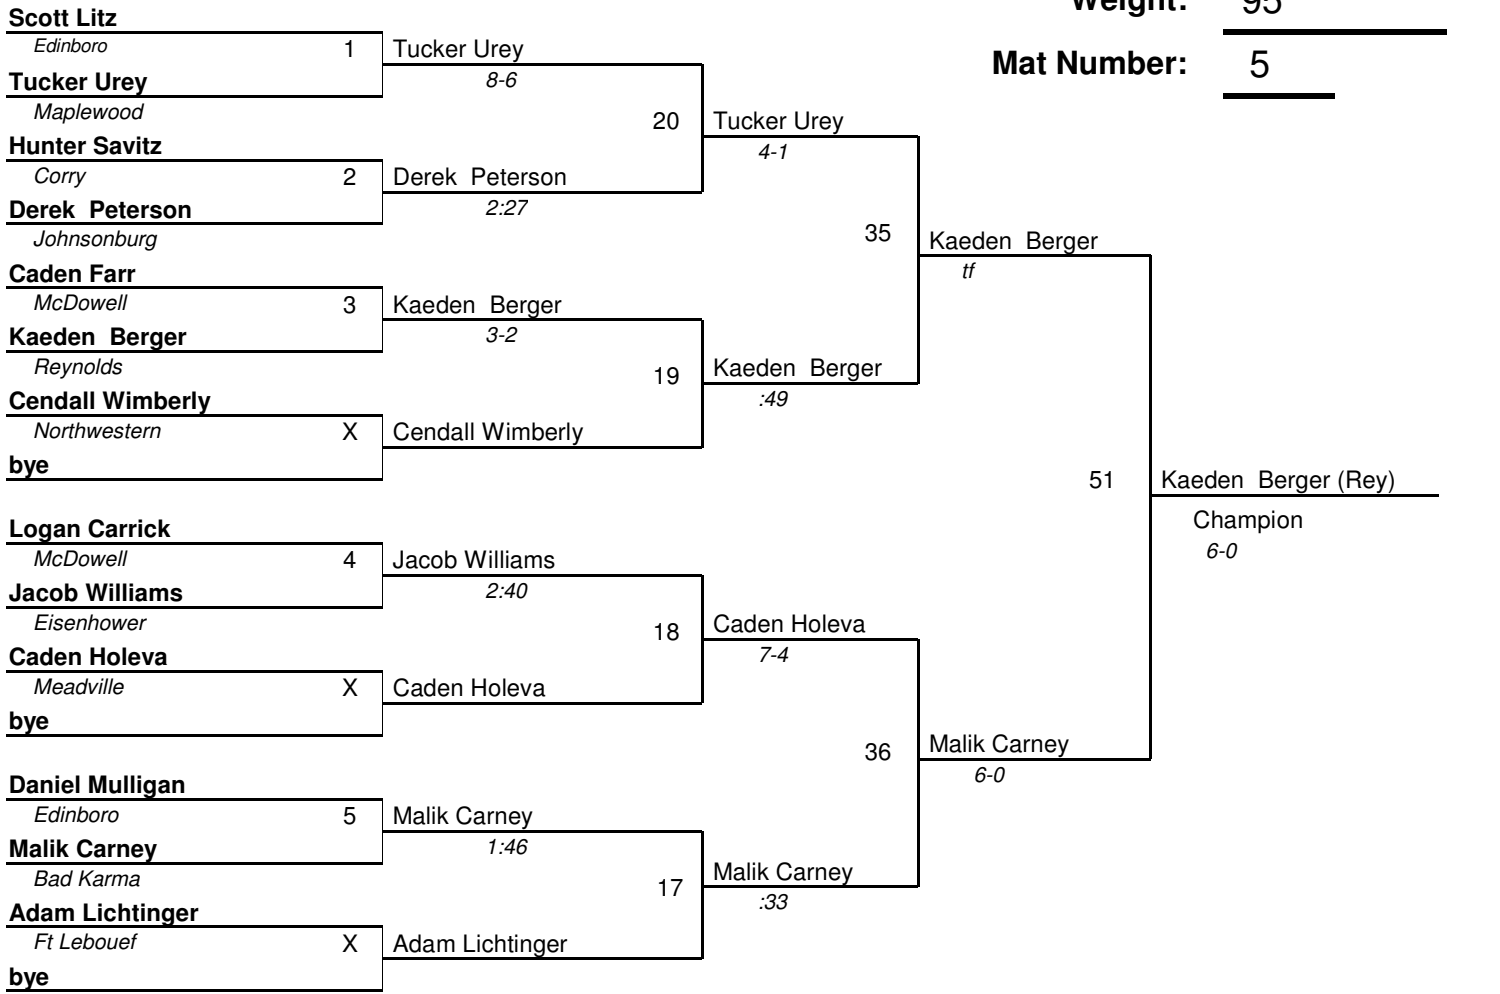 Scott Litz
Weight: 95
Edinboro 1 Tucker Urey
Mat Number: 5
Tucker Urey 8-6
Maplewood
20 Tucker Urey
Hunter Savitz 4-1
Corry 2 Derek Peterson
Derek Peterson 2:27
Johnsonburg
35 Kaeden Berger
Caden Farr tf
McDowell 3 Kaeden Berger
Kaeden Berger 3-2
Reynolds
19 Kaeden Berger
Cendall Wimberly :49
Northwestern X Cendall Wimberly
bye
51 Kaeden Berger (Rey)
Champion
Logan Carrick 6-0
McDowell 4 Jacob Williams
Jacob Williams 2:40
Eisenhower
18 Caden Holeva
Caden Holeva 7-4
Meadville X Caden Holeva
bye
36 Malik Carney
6-0
Daniel Mulligan
Edinboro 5 Malik Carney
Malik Carney 1:46
Bad Karma
17 Malik Carney
Adam Lichtinger :33
Ft Lebouef X Adam Lichtinger
bye